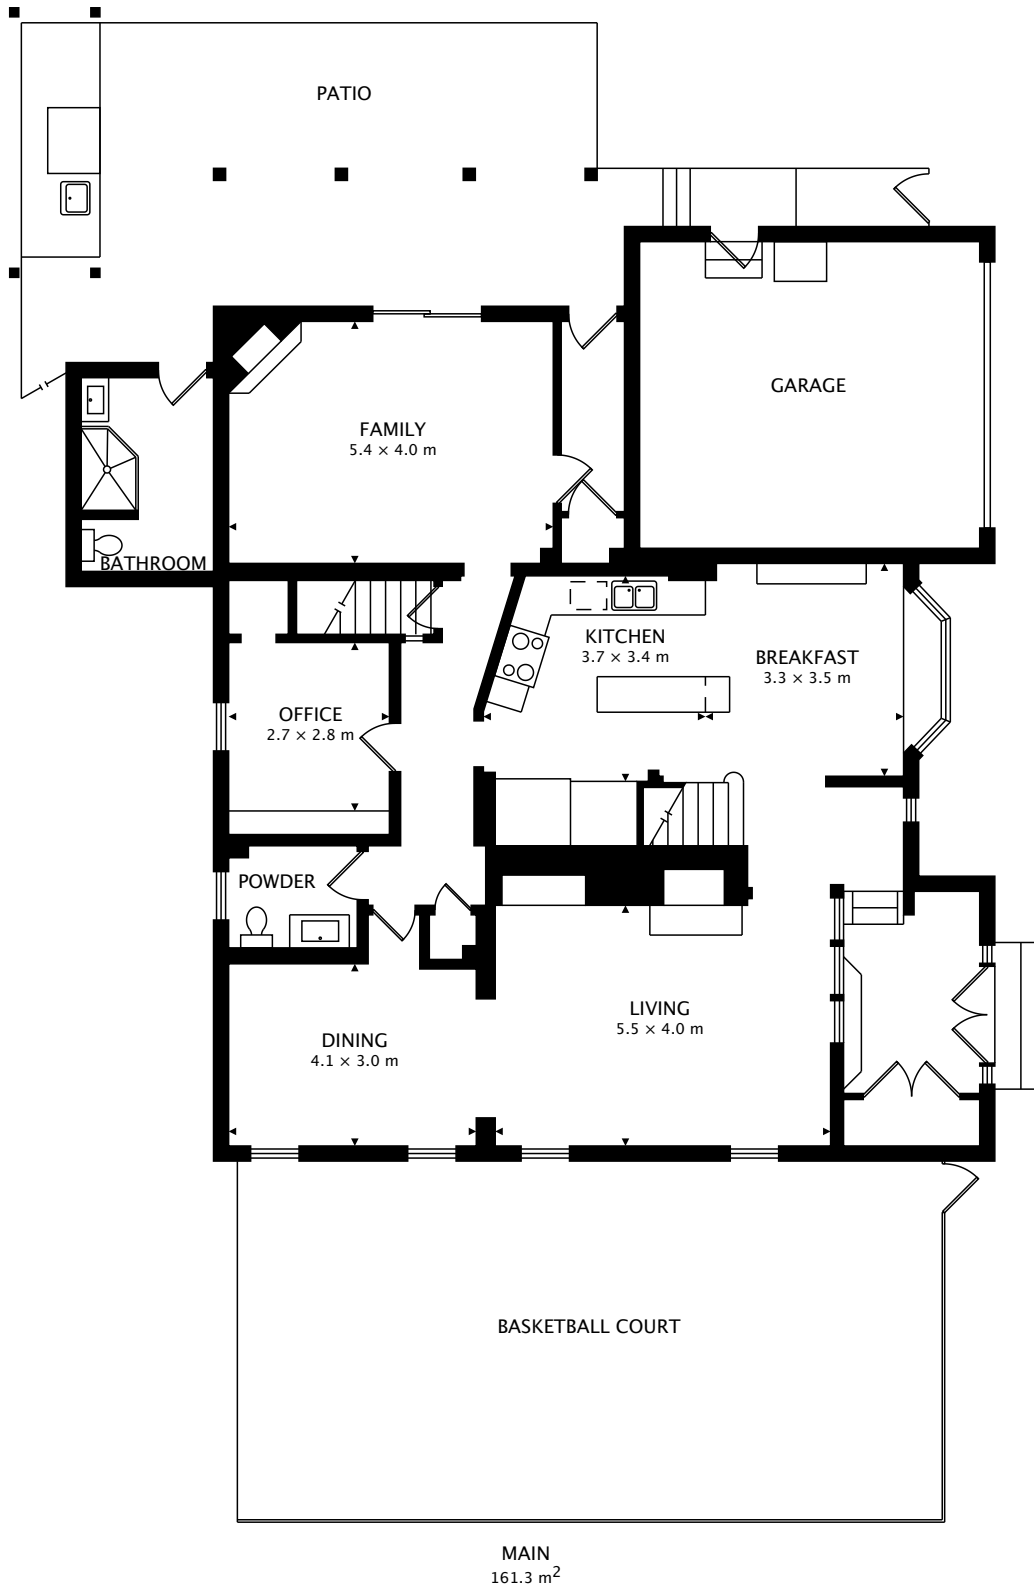 PATIO
GARAGE
FAMILY
5.4 × 4.0 m
BATHROOM
KITCHEN
3.7 × 3.4 m
BREAKFAST
3.3 × 3.5 m
OFFICE
2.7 × 2.8 m
POWDER
LIVING
5.5 × 4.0 m
DINING
4.1 × 3.0 m
BASKETBALL COURT
MAIN
161.3 m²